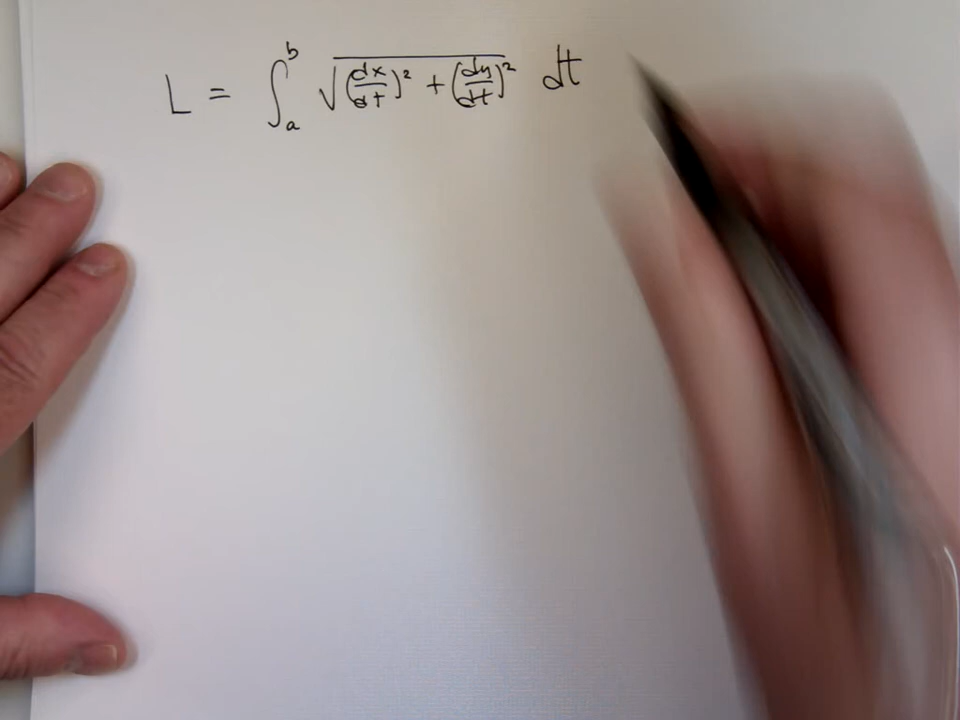 L = ∫_a^b √((dx/dt)² + (dy/dt)²) dt